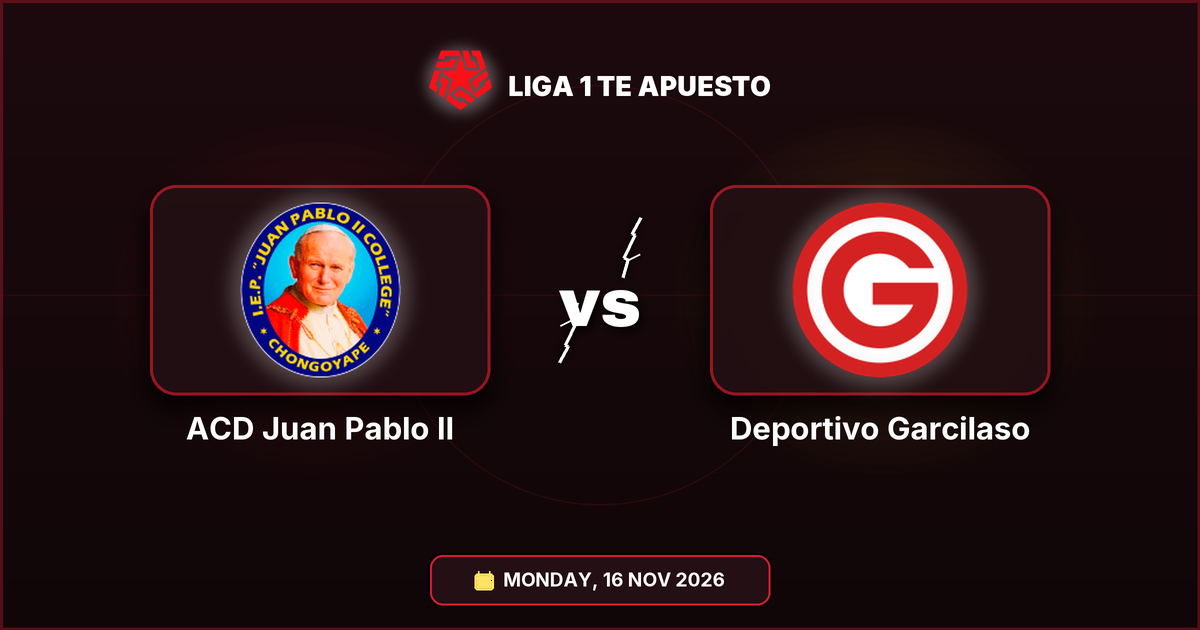 LIGA 1 TE APUESTO
I.E.P. "JUAN PABLO II COLLEGE"
CHONGOYAPE
VS
G
ACD Juan Pablo II
Deportivo Garcilaso
MONDAY, 16 NOV 2026